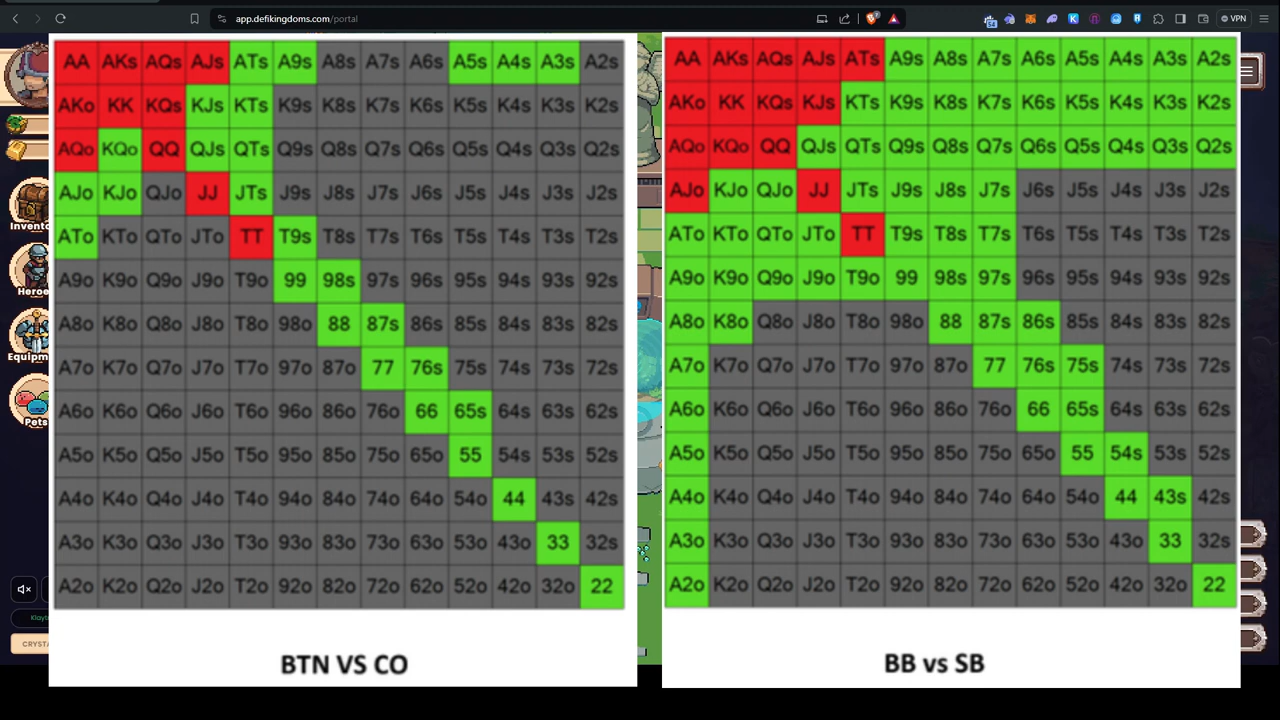 app.defikingdoms.com/portal
VPN
AA AKs AQs AJs ATs A9s A8s A7s A6s A5s A4s A3s A2s
AKo KK KQs KJs KTs K9s K8s K7s K6s K5s K4s K3s K2s
AQo KQo QQ QJs QTs Q9s Q8s Q7s Q6s Q5s Q4s Q3s Q2s
AJo KJo QJo JJ JTs J9s J8s J7s J6s J5s J4s J3s J2s
ATo KTo QTo JTo TT T9s T8s T7s T6s T5s T4s T3s T2s
A9o K9o Q9o J9o T9o 99 98s 97s 96s 95s 94s 93s 92s
A8o K8o Q8o J8o T8o 98o 88 87s 86s 85s 84s 83s 82s
A7o K7o Q7o J7o T7o 97o 87o 77 76s 75s 74s 73s 72s
A6o K6o Q6o J6o T6o 96o 86o 76o 66 65s 64s 63s 62s
A5o K5o Q5o J5o T5o 95o 85o 75o 65o 55 54s 53s 52s
A4o K4o Q4o J4o T4o 94o 84o 74o 64o 54o 44 43s 42s
A3o K3o Q3o J3o T3o 93o 83o 73o 63o 53o 43o 33 32s
A2o K2o Q2o J2o T2o 92o 82o 72o 62o 52o 42o 32o 22
BTN VS CO
AA AKs AQs AJs ATs A9s A8s A7s A6s A5s A4s A3s A2s
AKo KK KQs KJs KTs K9s K8s K7s K6s K5s K4s K3s K2s
AQo KQo QQ QJs QTs Q9s Q8s Q7s Q6s Q5s Q4s Q3s Q2s
AJo KJo QJo JJ JTs J9s J8s J7s J6s J5s J4s J3s J2s
ATo KTo QTo JTo TT T9s T8s T7s T6s T5s T4s T3s T2s
A9o K9o Q9o J9o T9o 99 98s 97s 96s 95s 94s 93s 92s
A8o K8o Q8o J8o T8o 98o 88 87s 86s 85s 84s 83s 82s
A7o K7o Q7o J7o T7o 97o 87o 77 76s 75s 74s 73s 72s
A6o K6o Q6o J6o T6o 96o 86o 76o 66 65s 64s 63s 62s
A5o K5o Q5o J5o T5o 95o 85o 75o 65o 55 54s 53s 52s
A4o K4o Q4o J4o T4o 94o 84o 74o 64o 54o 44 43s 42s
A3o K3o Q3o J3o T3o 93o 83o 73o 63o 53o 43o 33 32s
A2o K2o Q2o J2o T2o 92o 82o 72o 62o 52o 42o 32o 22
BB vs SB
Invento
Heroe
Equipm
Pets
Klayt
CRYSTA